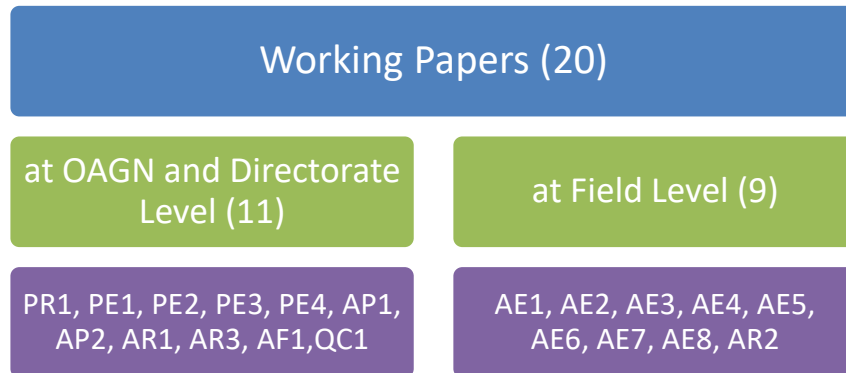 Working Papers (20)
at OAGN and Directorate
Level (11)
at Field Level (9)
PR1, PE1, PE2, PE3, PE4, AP1,
AP2, AR1, AR3, AF1,QC1
AE1, AE2, AE3, AE4, AE5,
AE6, AE7, AE8, AR2